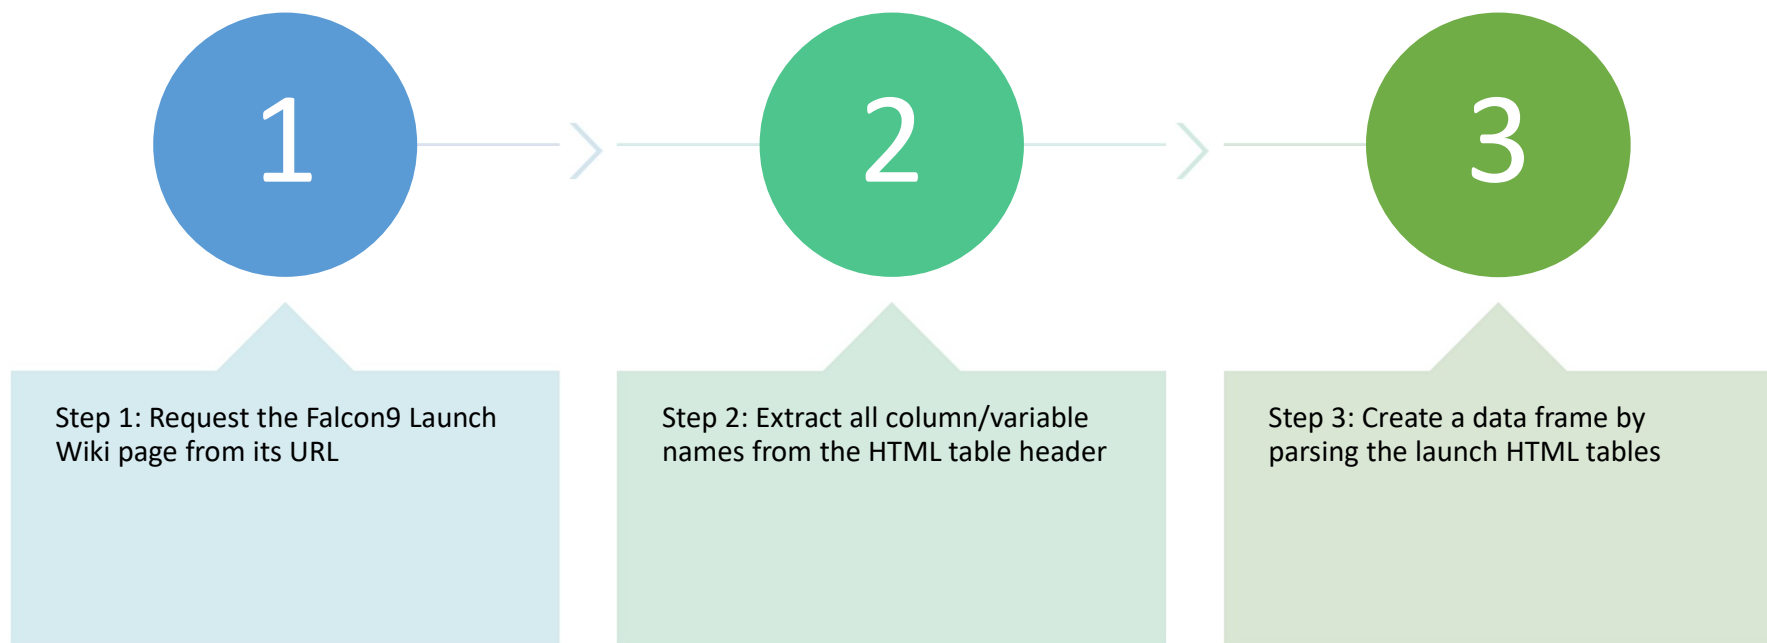 1
2
3
Step 1: Request the Falcon9 Launch
Wiki page from its URL
Step 2: Extract all column/variable
names from the HTML table header
Step 3: Create a data frame by
parsing the launch HTML tables